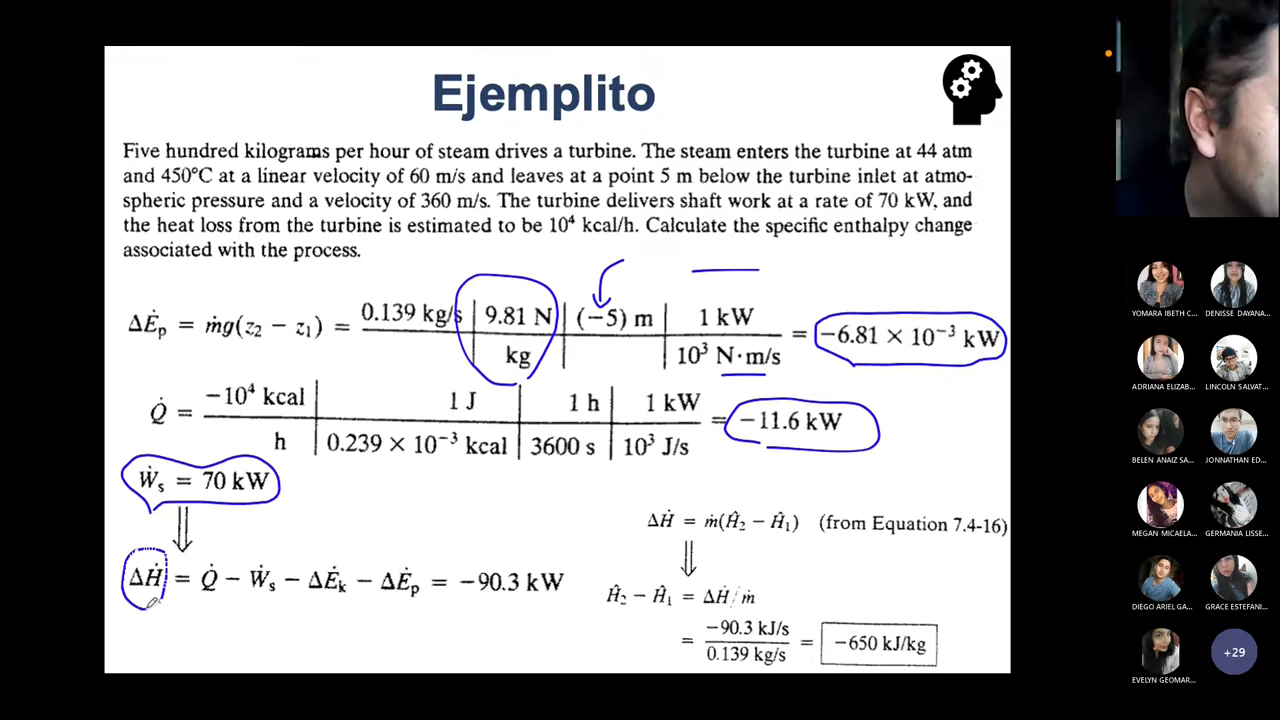 Ejemplito
Five hundred kilograms per hour of steam drives a turbine. The steam enters the turbine at 44 atm
and 450°C at a linear velocity of 60 m/s and leaves at a point 5 m below the turbine inlet at atmo-
spheric pressure and a velocity of 360 m/s. The turbine delivers shaft work at a rate of 70 kW, and
the heat loss from the turbine is estimated to be 10⁴ kcal/h. Calculate the specific enthalpy change
associated with the process.
ΔĖp = ṁg(z₂ − z₁) = 0.139 kg/s | 9.81 N | (−5) m | 1 kW = −6.81 × 10⁻³ kW
kg | | 10³ N·m/s
Q̇ = −10⁴ kcal | 1 J | 1 h | 1 kW = −11.6 kW
h | 0.239 × 10⁻³ kcal | 3600 s | 10³ J/s
Ẇs = 70 kW
ΔḢ = Q̇ − Ẇs − ΔĖk − ΔĖp = −90.3 kW
ΔḢ = ṁ(Ĥ₂ − Ĥ₁) (from Equation 7.4-16)
Ĥ₂ − Ĥ₁ = ΔḢ/ṁ
= −90.3 kJ/s = −650 kJ/kg
0.139 kg/s
YOMARA IBETH C...
DENISSE DAYANA...
ADRIANA ELIZAB...
LINCOLN SALVAT...
BELEN ANAIZ SA...
JONNATHAN ED...
MEGAN MICAELA...
GERMANIA LISSE...
DIEGO ARIEL GA...
GRACE ESTEFANI...
EVELYN GEOMAR...
+29